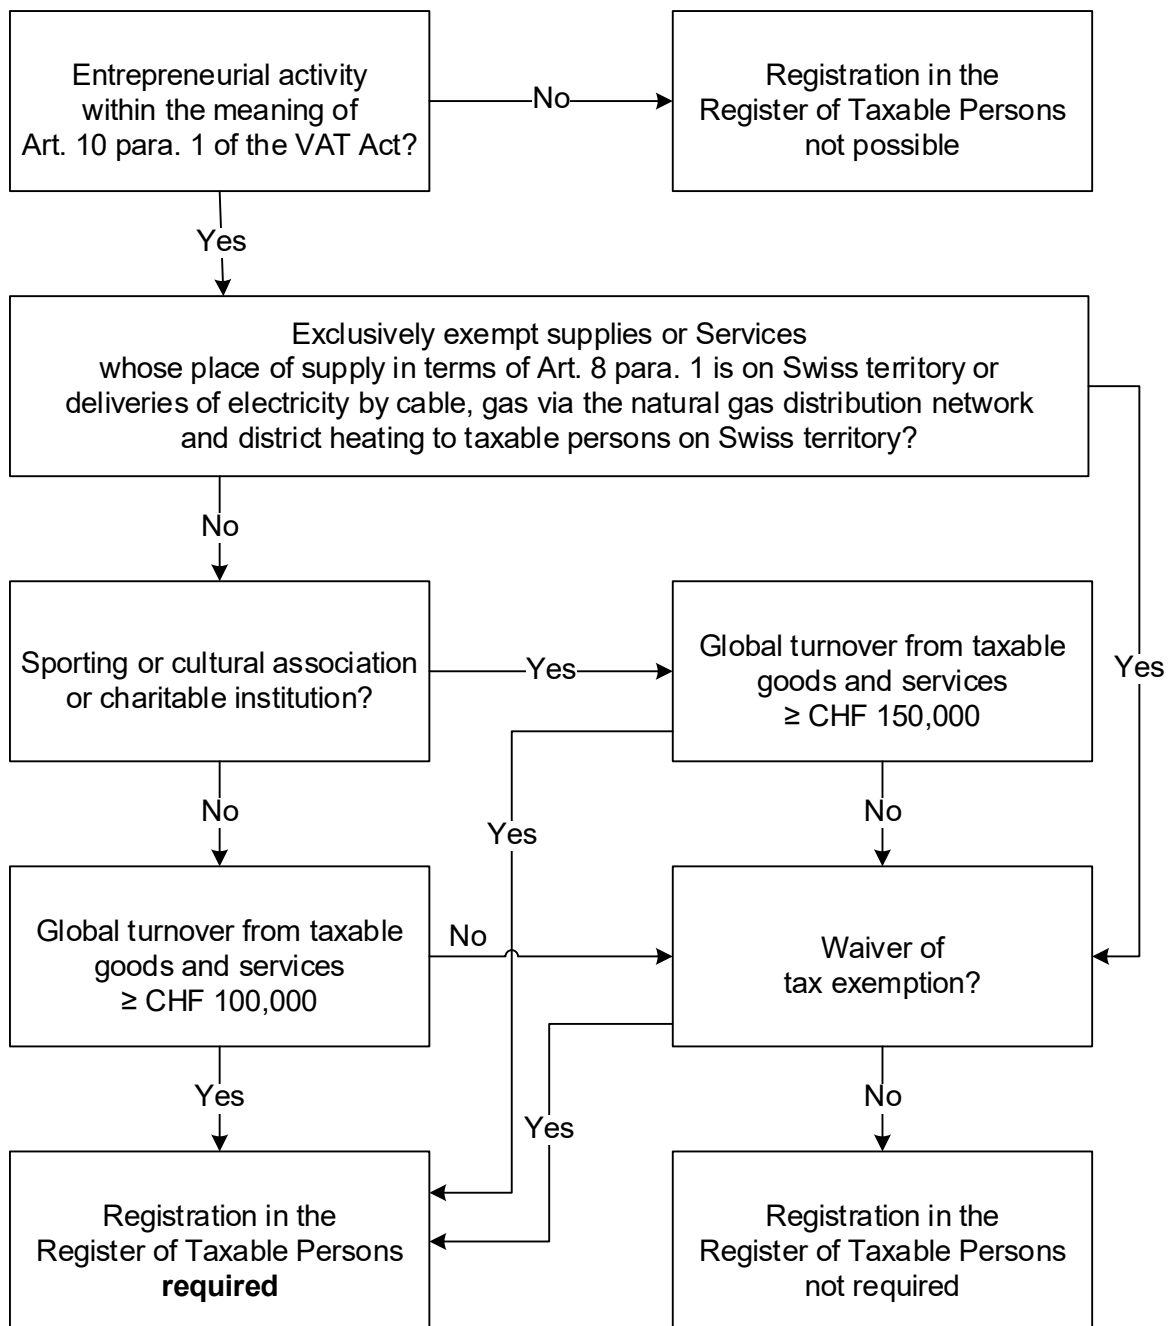 Entrepreneurial activity
within the meaning of
Art. 10 para. 1 of the VAT Act?
No
Registration in the
Register of Taxable Persons
not possible
Yes
Exclusively exempt supplies or Services
whose place of supply in terms of Art. 8 para. 1 is on Swiss territory or
deliveries of electricity by cable, gas via the natural gas distribution network
and district heating to taxable persons on Swiss territory?
No
Yes
Sporting or cultural association
or charitable institution?
Yes
Global turnover from taxable
goods and services
≥ CHF 150,000
No
Yes
No
Global turnover from taxable
goods and services
≥ CHF 100,000
No
Waiver of
tax exemption?
Yes
Yes
No
Registration in the
Register of Taxable Persons
required
Registration in the
Register of Taxable Persons
not required